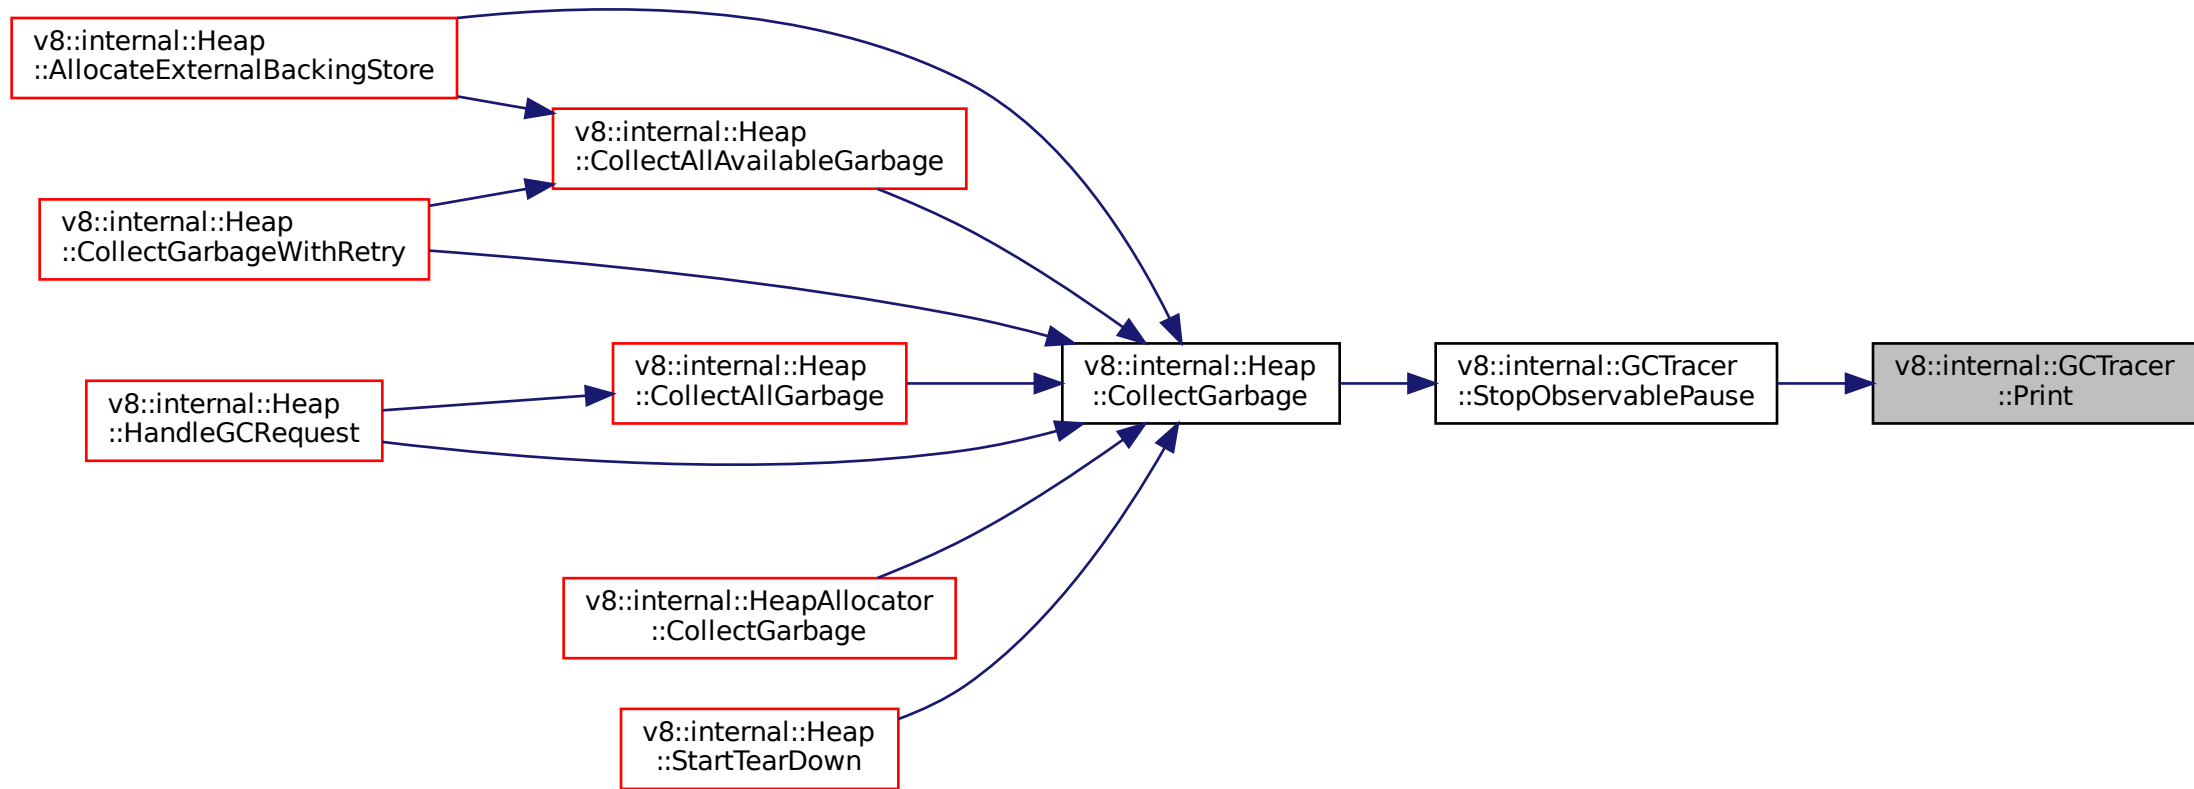 v8::internal::Heap
::AllocateExternalBackingStore
v8::internal::Heap
::CollectAllAvailableGarbage
v8::internal::Heap
::CollectGarbageWithRetry
v8::internal::Heap
::CollectAllGarbage
v8::internal::Heap
::HandleGCRequest
v8::internal::Heap
::CollectGarbage
v8::internal::GCTracer
::StopObservablePause
v8::internal::GCTracer
::Print
v8::internal::HeapAllocator
::CollectGarbage
v8::internal::Heap
::StartTearDown